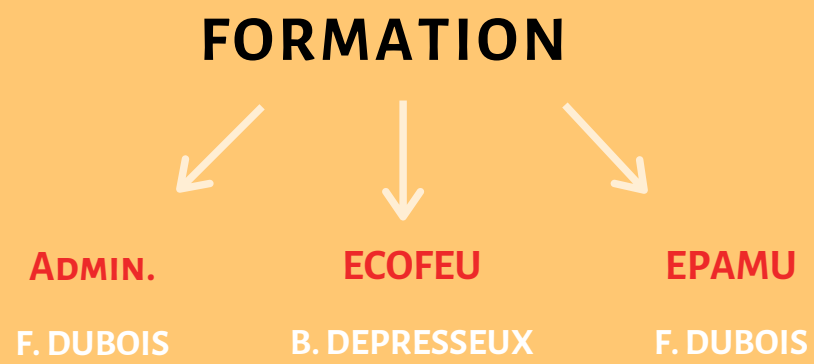 FORMATION
ADMIN. ECOFEU EPAMU
F. DUBOIS B. DEPRESSEUX F. DUBOIS